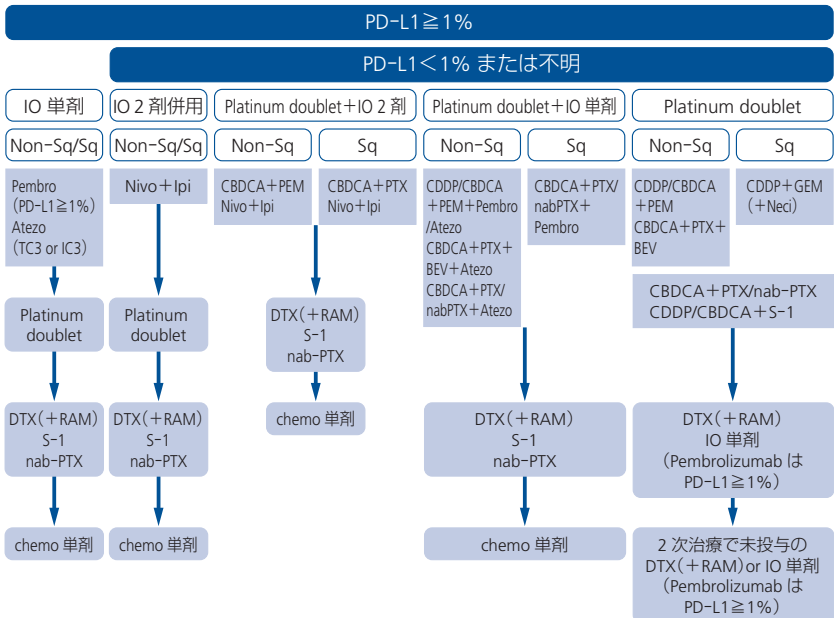 PD-L1≧1%
PD-L1<1% または不明
IO 単剤
IO 2 剤併用
Platinum doublet+IO 2 剤
Platinum doublet+IO 単剤
Platinum doublet
Non-Sq/Sq
Non-Sq/Sq
Non-Sq
Sq
Non-Sq
Sq
Non-Sq
Sq
Pembro
(PD-L1≧1%)
Atezo
(TC3 or IC3)
Nivo+Ipi
CBDCA+PEM
Nivo+Ipi
CBDCA+PTX
Nivo+Ipi
CDDP/CBDCA
+PEM+Pembro
/Atezo
CBDCA+PTX+
BEV+Atezo
CBDCA+PTX/
nabPTX+Atezo
CBDCA+PTX/
nabPTX+
Pembro
CDDP/CBDCA
+PEM
CBDCA+PTX+
BEV
CDDP+GEM
(+Neci)
CBDCA+PTX/nab-PTX
CDDP/CBDCA+S-1
Platinum
doublet
Platinum
doublet
DTX(+RAM)
S-1
nab-PTX
DTX(+RAM)
S-1
nab-PTX
DTX(+RAM)
S-1
nab-PTX
chemo 単剤
DTX(+RAM)
S-1
nab-PTX
DTX(+RAM)
IO 単剤
(Pembrolizumab は
PD-L1≧1%)
chemo 単剤
chemo 単剤
chemo 単剤
2 次治療で未投与の
DTX(+RAM)or IO 単剤
(Pembrolizumab は
PD-L1≧1%)